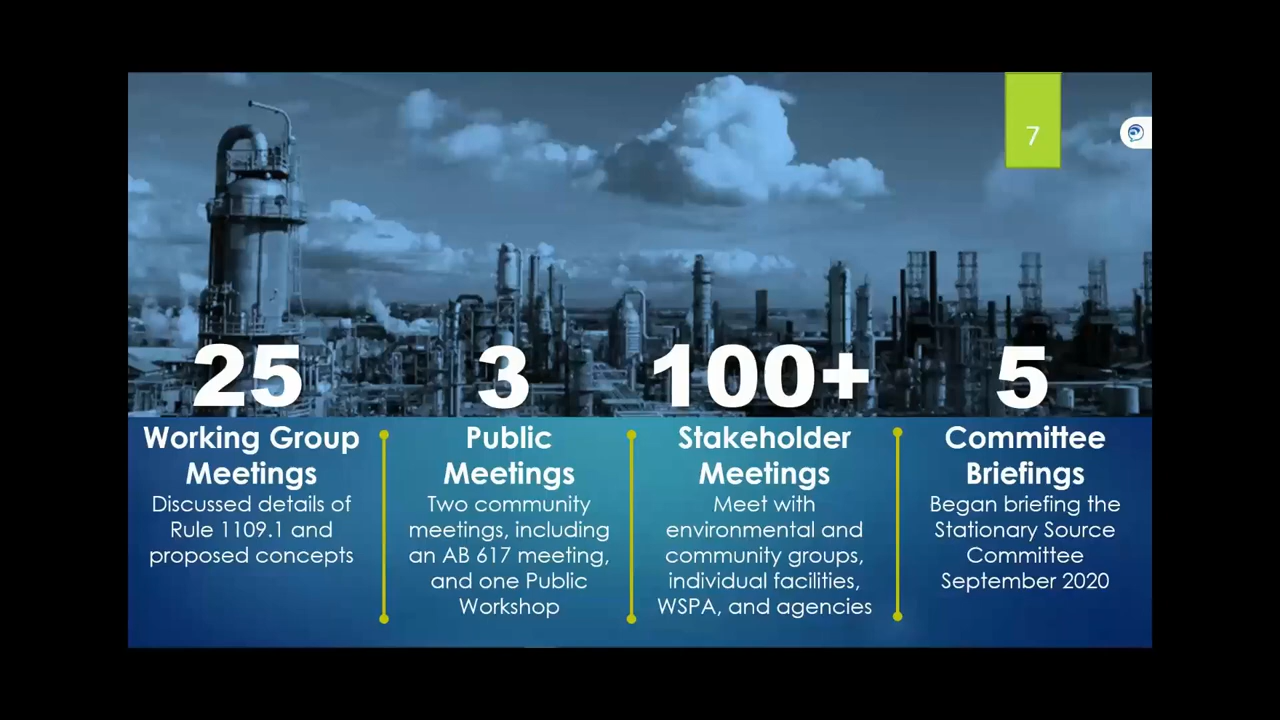 7
25
Working Group
Meetings
Discussed details of
Rule 1109.1 and
proposed concepts
3
Public
Meetings
Two community
meetings, including
an AB 617 meeting,
and one Public
Workshop
100+
Stakeholder
Meetings
Meet with
environmental and
community groups,
individual facilities,
WSPA, and agencies
5
Committee
Briefings
Began briefing the
Stationary Source
Committee
September 2020